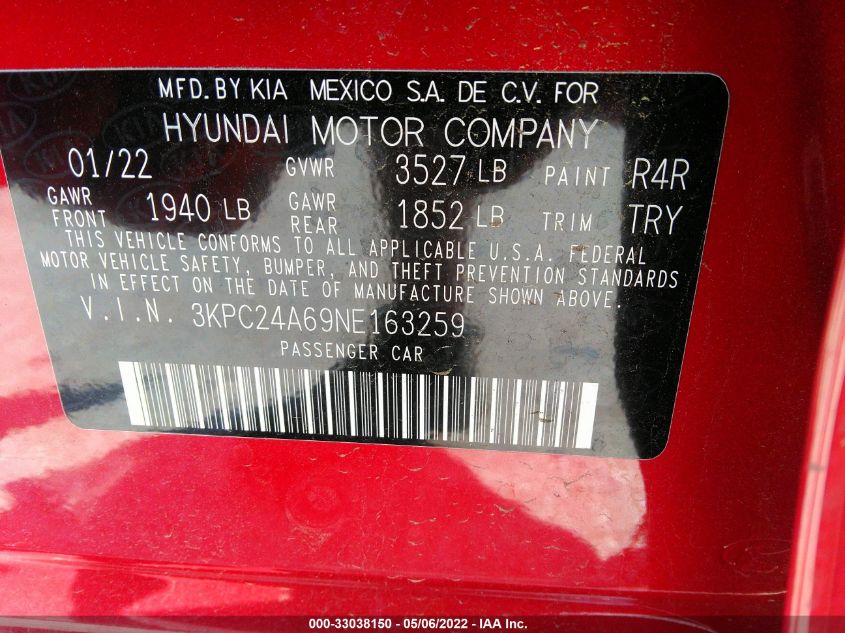 MFD. BY KIA MEXICO S.A. DE C.V. FOR
HYUNDAI MOTOR COMPANY
01/22 GVWR 3527 LB PAINT R4R
GAWR FRONT 1940 LB GAWR REAR 1852 LB TRIM TRY
THIS VEHICLE CONFORMS TO ALL APPLICABLE U.S.A. FEDERAL
MOTOR VEHICLE SAFETY, BUMPER, AND THEFT PREVENTION STANDARDS
IN EFFECT ON THE DATE OF MANUFACTURE SHOWN ABOVE.
V.I.N. 3KPC24A69NE163259
PASSENGER CAR
000-33038150 - 05/06/2022 - IAA Inc.